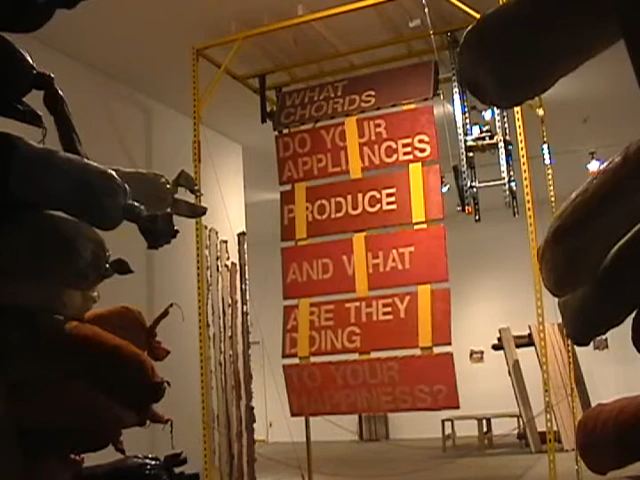 WHAT
CHORDS
DO YOUR
APPLIANCES
PRODUCE
AND WHAT
ARE THEY
DOING
TO YOUR
HAPPINESS?